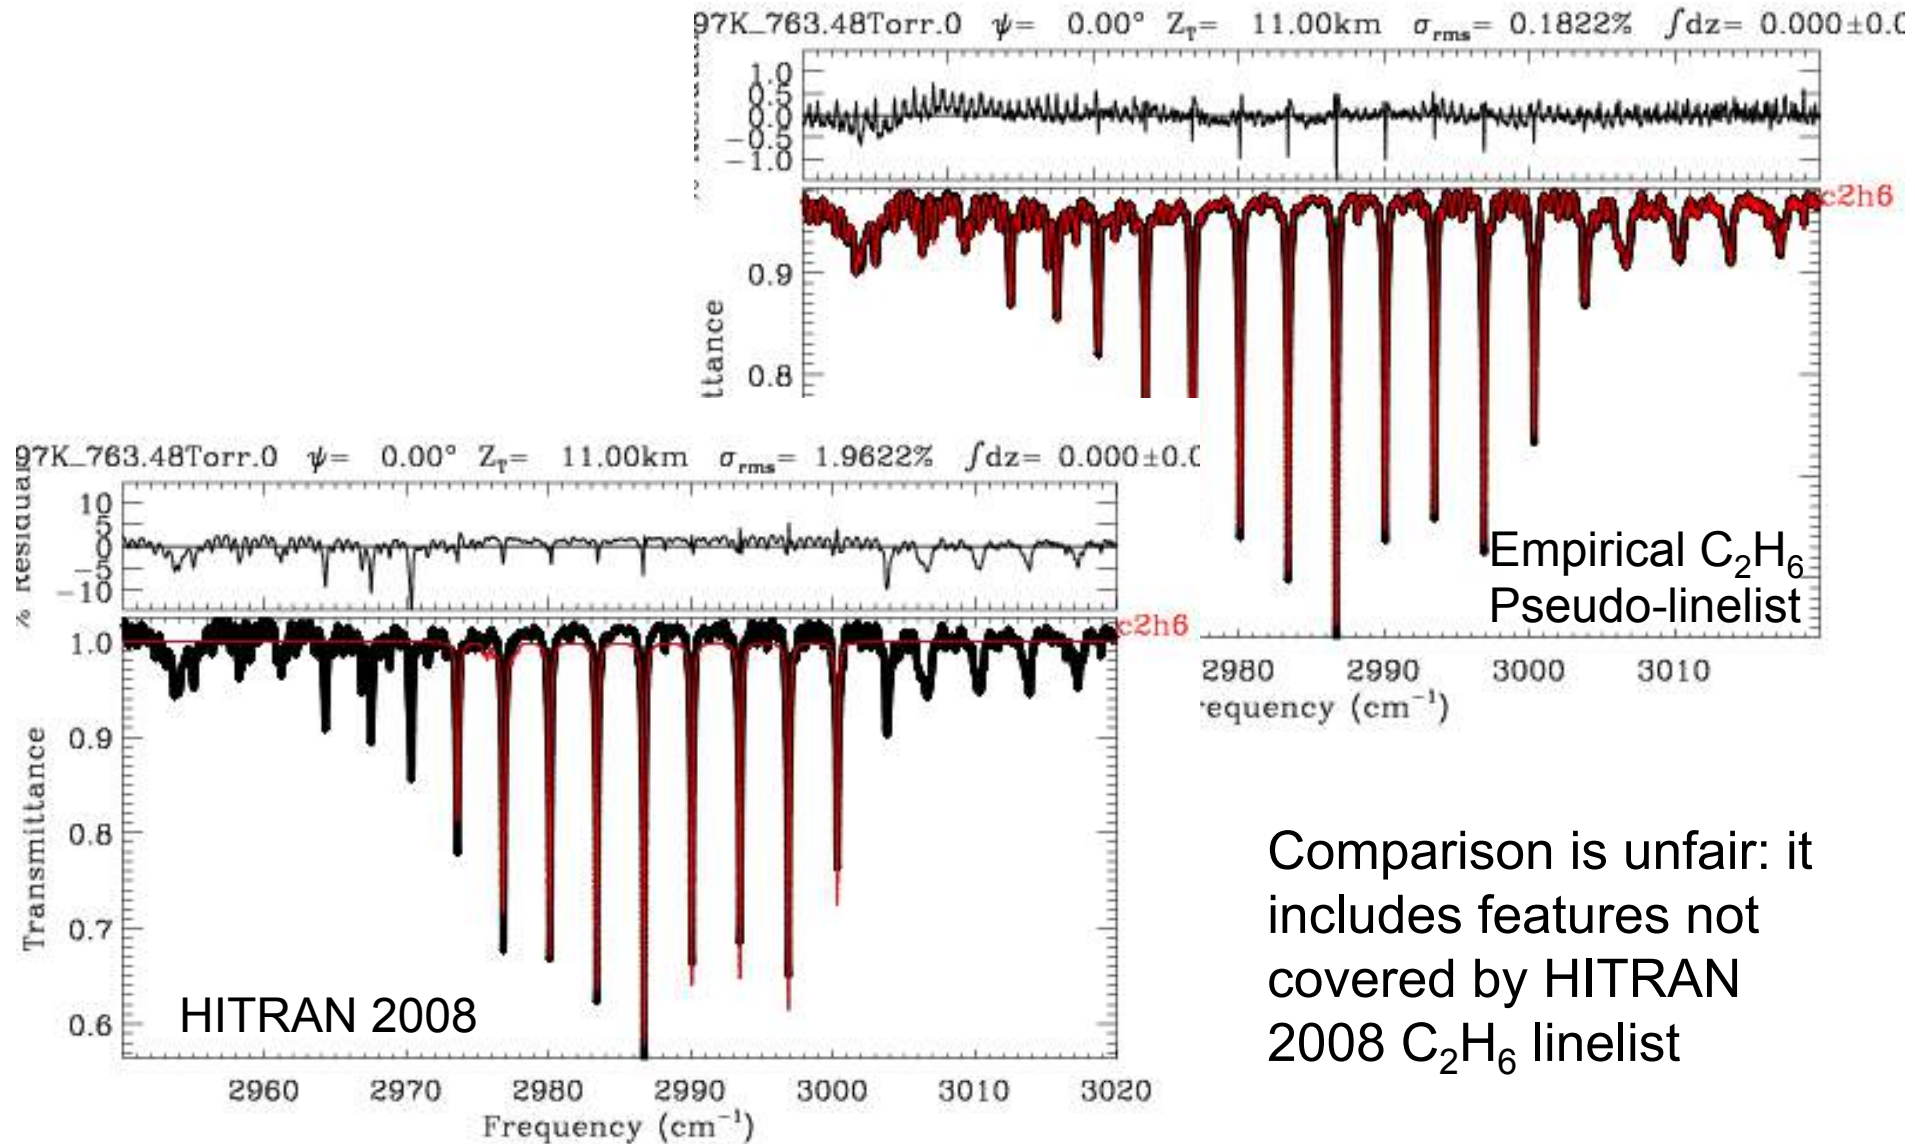 97K_763.48Torr.0 ψ= 0.00° Z_T= 11.00km σ_rms= 0.1822% ∫dz= 0.000±0.0
1.0
0.5
0.0
−0.5
−1.0
c2h6
0.9
0.8
ttance
Empirical C₂H₆
Pseudo-linelist
2980 2990 3000 3010
requency (cm⁻¹)
97K_763.48Torr.0 ψ= 0.00° Z_T= 11.00km σ_rms= 1.9622% ∫dz= 0.000±0.0
% Residual
10
5
0
−5
−10
c2h6
1.0
0.9
0.8
0.7
0.6
Transmittance
HITRAN 2008
2960 2970 2980 2990 3000 3010 3020
Frequency (cm⁻¹)
Comparison is unfair: it
includes features not
covered by HITRAN
2008 C₂H₆ linelist